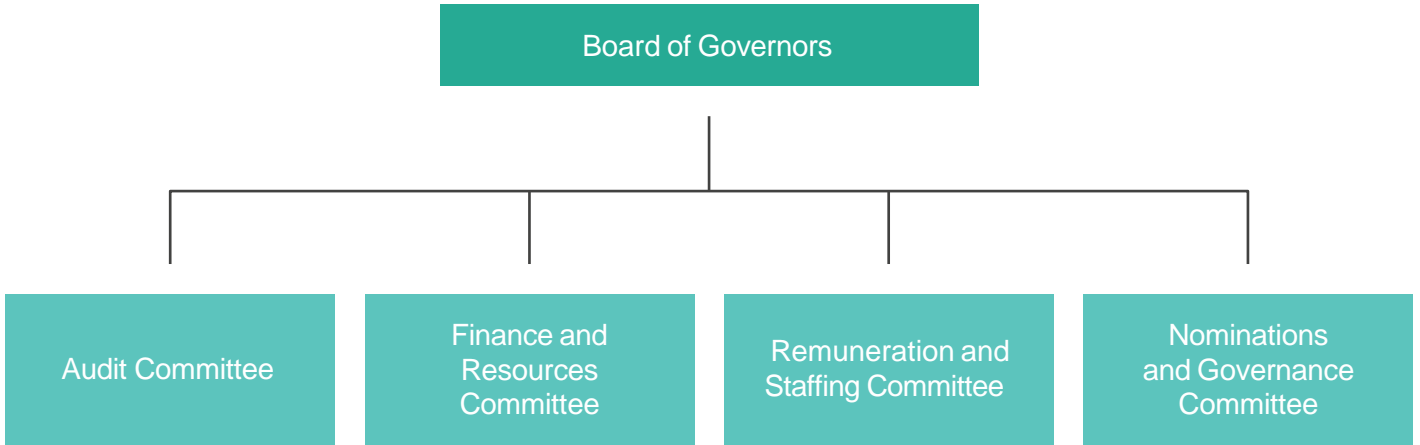 Board of Governors
Audit Committee
Finance and
Resources
Committee
Remuneration and
Staffing Committee
Nominations
and Governance
Committee